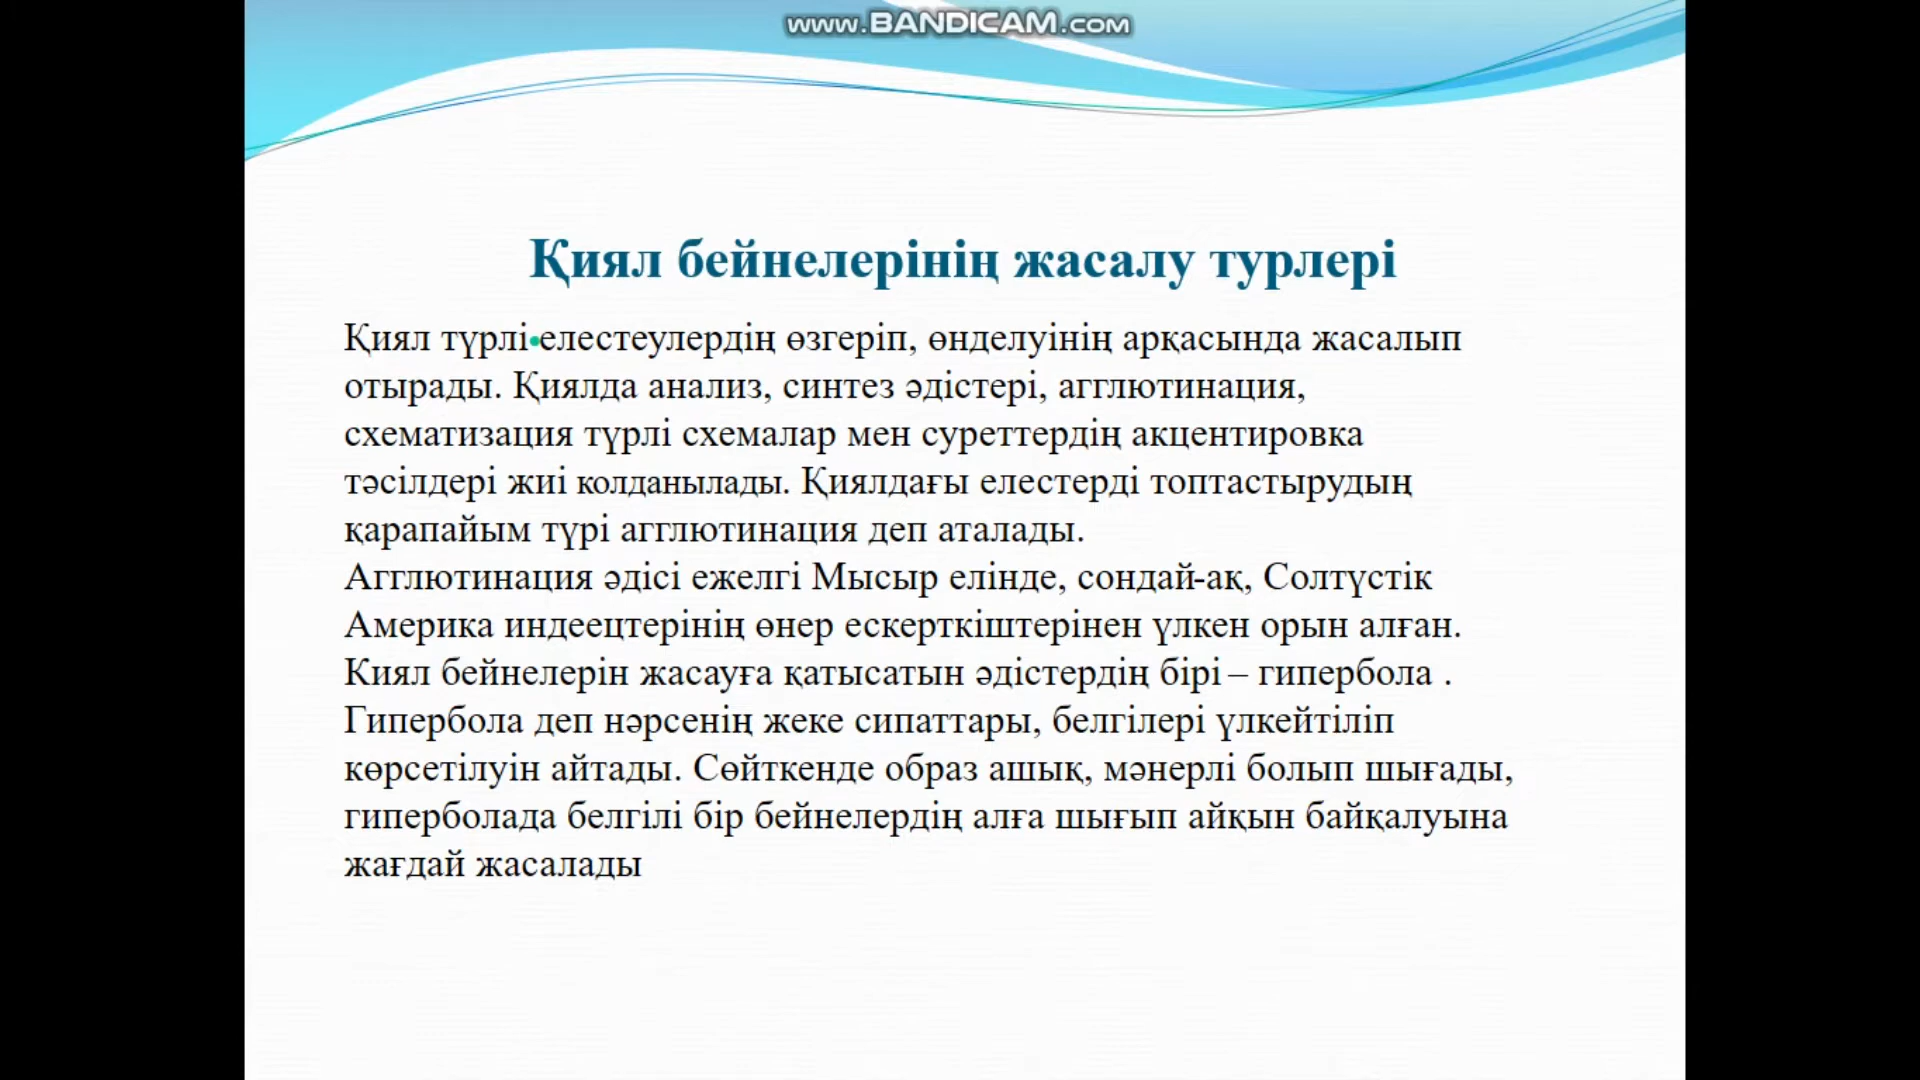 www.BANDICAM.com
Қиял бейнелерінің жасалу турлері
Қиял түрлі елестеулердің өзгеріп, өнделуінің арқасында жасалып
отырады. Қиялда анализ, синтез әдістері, агглютинация,
схематизация түрлі схемалар мен суреттердің акцентировка
тәсілдері жиі колданылады. Қиялдағы елестерді топтастырудың
қарапайым түрі агглютинация деп аталады.
Агглютинация әдісі ежелгі Мысыр елінде, сондай-ақ, Солтүстік
Америка индеецтерінің өнер ескерткіштерінен үлкен орын алған.
Киял бейнелерін жасауға қатысатын әдістердің бірі – гипербола .
Гипербола деп нәрсенің жеке сипаттары, белгілері үлкейтіліп
көрсетілуін айтады. Сөйткенде образ ашық, мәнерлі болып шығады,
гиперболада белгілі бір бейнелердің алға шығып айқын байқалуына
жағдай жасалады